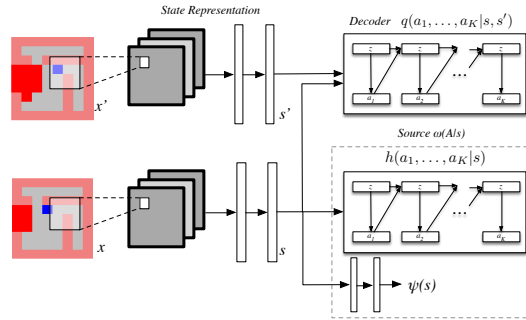 State Representation
Decoder q(a1, . . . , aK|s, s′)
z z z
...
a1 a2 aK
x'
s'
Source ω(A|s)
h(a1, . . . , aK|s)
z z z
...
a1 a2 aK
x
s
ψ(s)